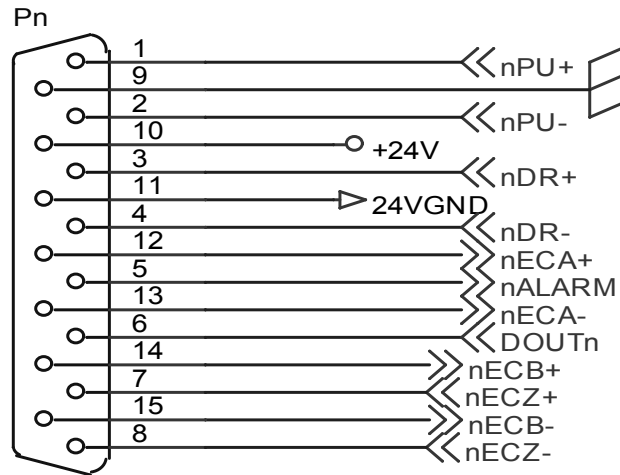 Pn
1 nPU+
9
2 nPU-
10 +24V
3 nDR+
11 24VGND
4 nDR-
12 nECA+
5 nALARM
13 nECA-
6 DOUTn
14 nECB+
7 nECZ+
15 nECB-
8 nECZ-